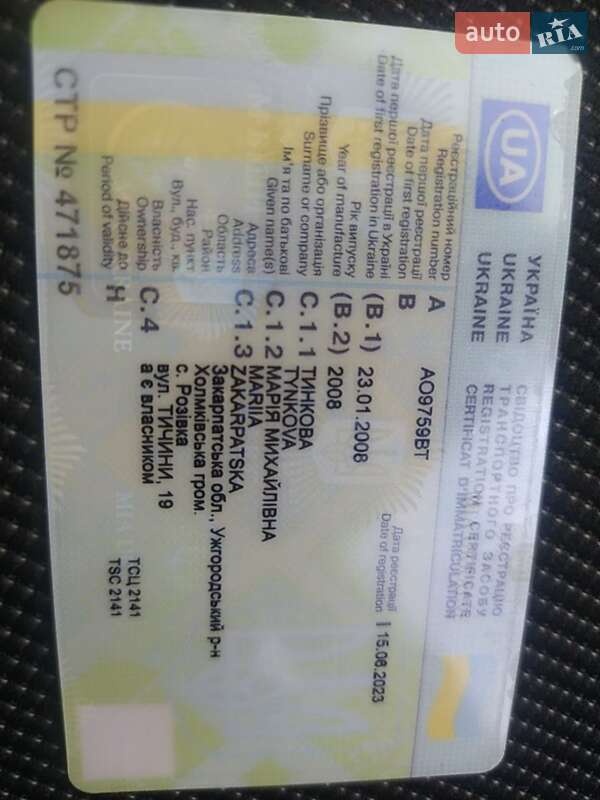 auto RIA.com
UA
УКРАЇНА
UKRAINE
UKRAINE
СВІДОЦТВО ПРО РЕЄСТРАЦІЮ
ТРАНСПОРТНОГО ЗАСОБУ
REGISTRATION CERTIFICATE
CERTIFICAT D'IMMATRICULATION
Реєстраційний номер
Registration number A AO9759BT
Дата першої реєстрації
Date of first registration B
Дата першої реєстрації в Україні
Date of first registration in Ukraine (B.1) 23.01.2008
Дата реєстрації
Date of registration I 15.06.2023
Рік випуску
Year of manufacture (B.2) 2008
Прізвище або організація
Surname or company C.1.1 ТИНКОВА
TYNKOVA
Ім'я та по батькові
Given name(s) C.1.2 МАРІЯ МИХАЙЛІВНА
MARIIA
Адреса
Address C.1.3 ZAKARPATSKA
Область Закарпатська обл., Ужгородський р-н
Район Холмківська тром.
Нас. пункт с. Розівка
Вул., буд., кв. вул. ТИЧИНИ, 19
Власність
Ownership C.4 а є власником
Дійсне до
Period of validity H
ТСЦ 2141
TSC 2141
СТР № 471875